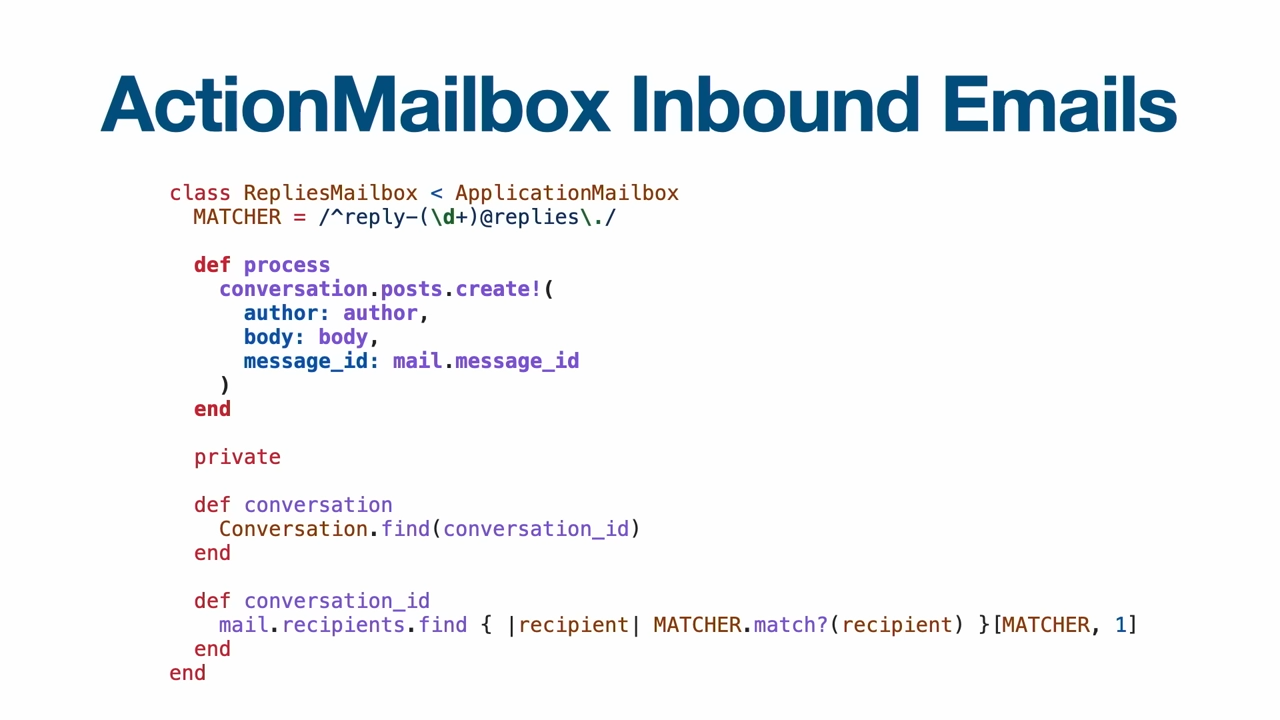 ActionMailbox Inbound Emails
class RepliesMailbox < ApplicationMailbox
  MATCHER = /^reply-(\d+)@replies\./
  def process
    conversation.posts.create!(
      author: author,
      body: body,
      message_id: mail.message_id
    )
  end
  private
  def conversation
    Conversation.find(conversation_id)
  end
  def conversation_id
    mail.recipients.find { |recipient| MATCHER.match?(recipient) }[MATCHER, 1]
  end
end